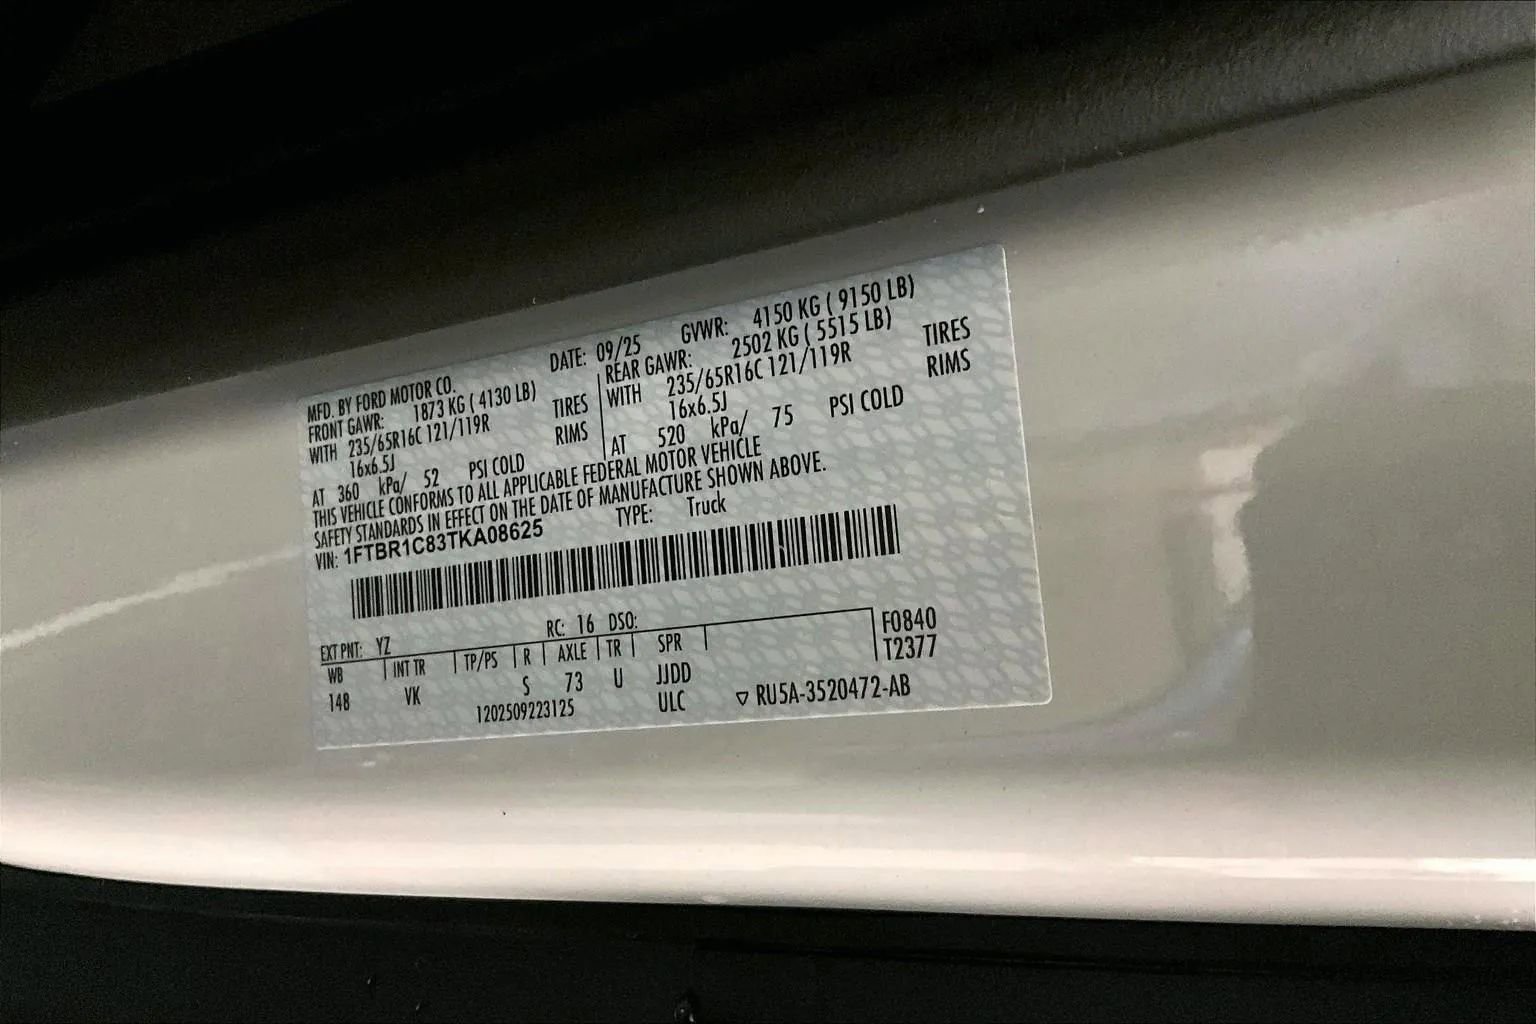 MFD. BY FORD MOTOR CO. DATE: 09/25 GVWR: 4150 KG ( 9150 LB)
FRONT GAWR: 1873 KG ( 4130 LB) REAR GAWR: 2502 KG ( 5515 LB)
WITH 235/65R16C 121/119R TIRES WITH 235/65R16C 121/119R TIRES
16x6.5J RIMS 16x6.5J RIMS
AT 360 kPa/ 52 PSI COLD AT 520 kPa/ 75 PSI COLD
THIS VEHICLE CONFORMS TO ALL APPLICABLE FEDERAL MOTOR VEHICLE
SAFETY STANDARDS IN EFFECT ON THE DATE OF MANUFACTURE SHOWN ABOVE.
VIN: 1FTBR1C83TKA08625 TYPE: Truck
EXT PNT: YZ RC: 16 DSO: F0840
WB INT TR TP/PS R AXLE TR SPR T2377
148 VK S 73 U JJDD
1202509223125 ULC ▽ RU5A-3520472-AB